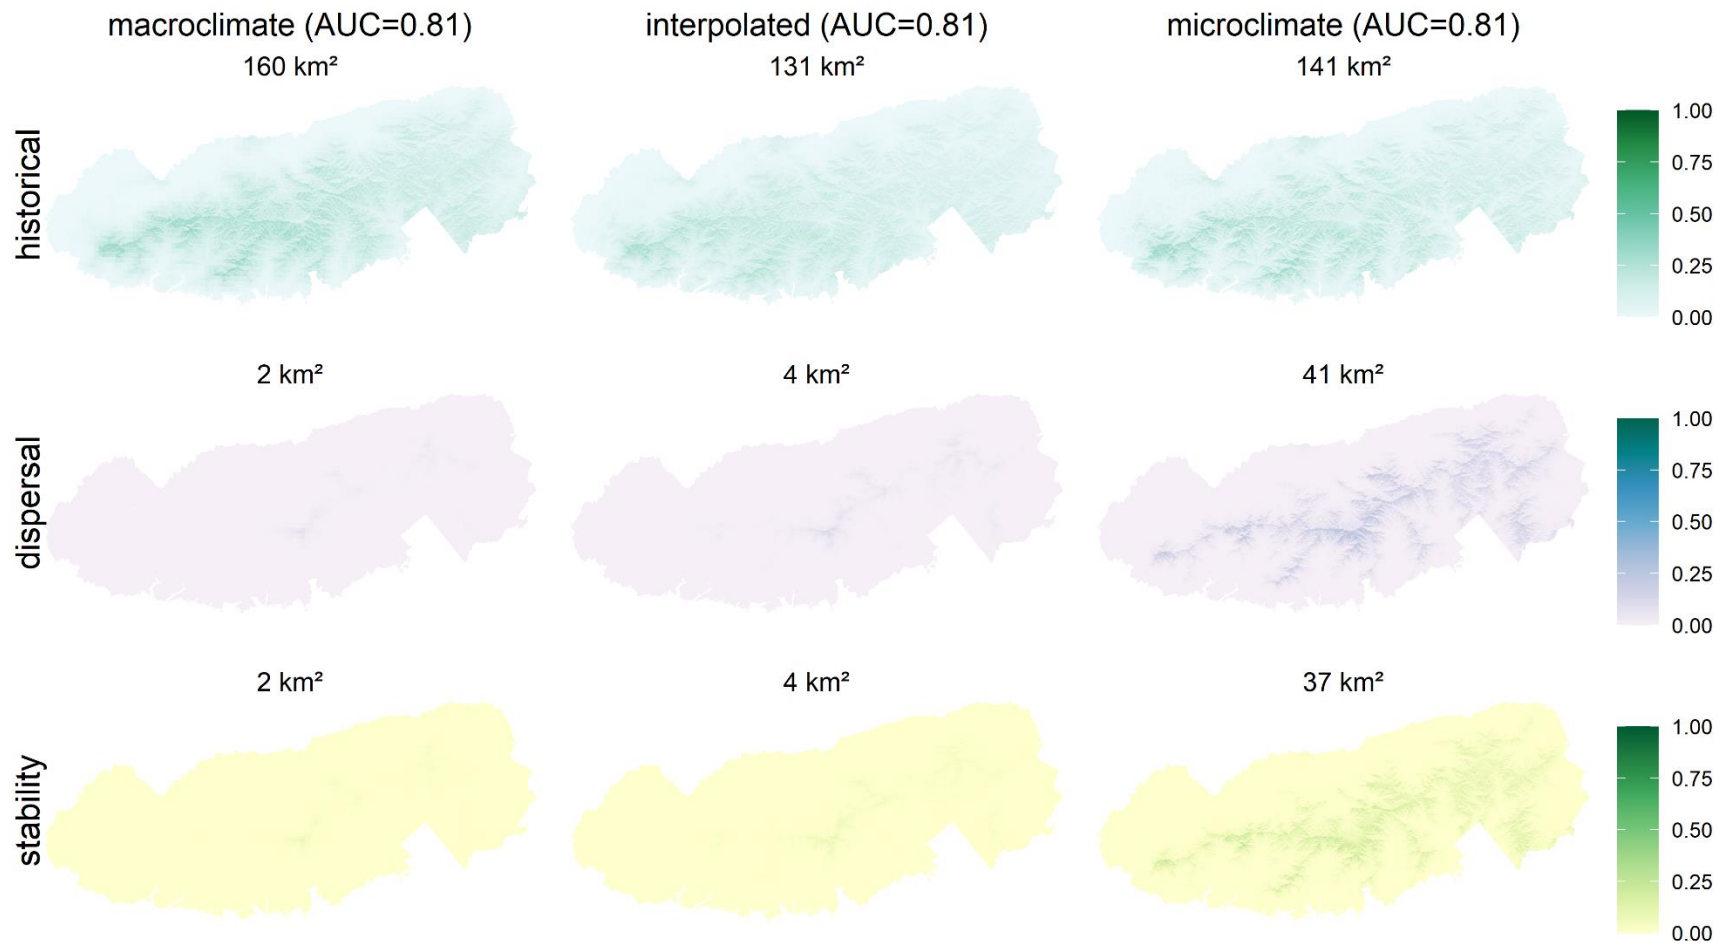 macroclimate (AUC=0.81) interpolated (AUC=0.81) microclimate (AUC=0.81)
160 km² 131 km² 141 km²
historical
1.00
0.75
0.50
0.25
0.00
2 km² 4 km² 41 km²
dispersal
1.00
0.75
0.50
0.25
0.00
2 km² 4 km² 37 km²
stability
1.00
0.75
0.50
0.25
0.00